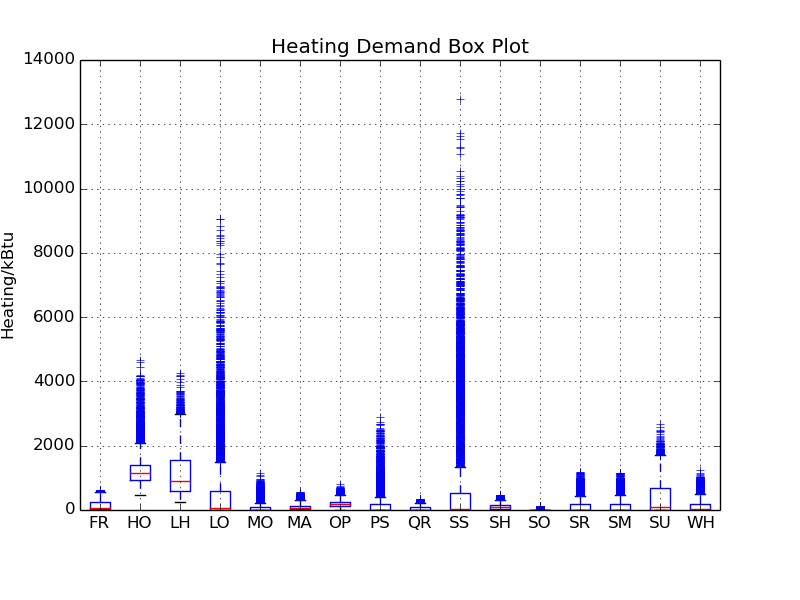 Heating Demand Box Plot
14000
12000
10000
8000
6000
4000
2000
0
Heating/kBtu
FR HO LH LO MO MA OP PS QR SS SH SO SR SM SU WH